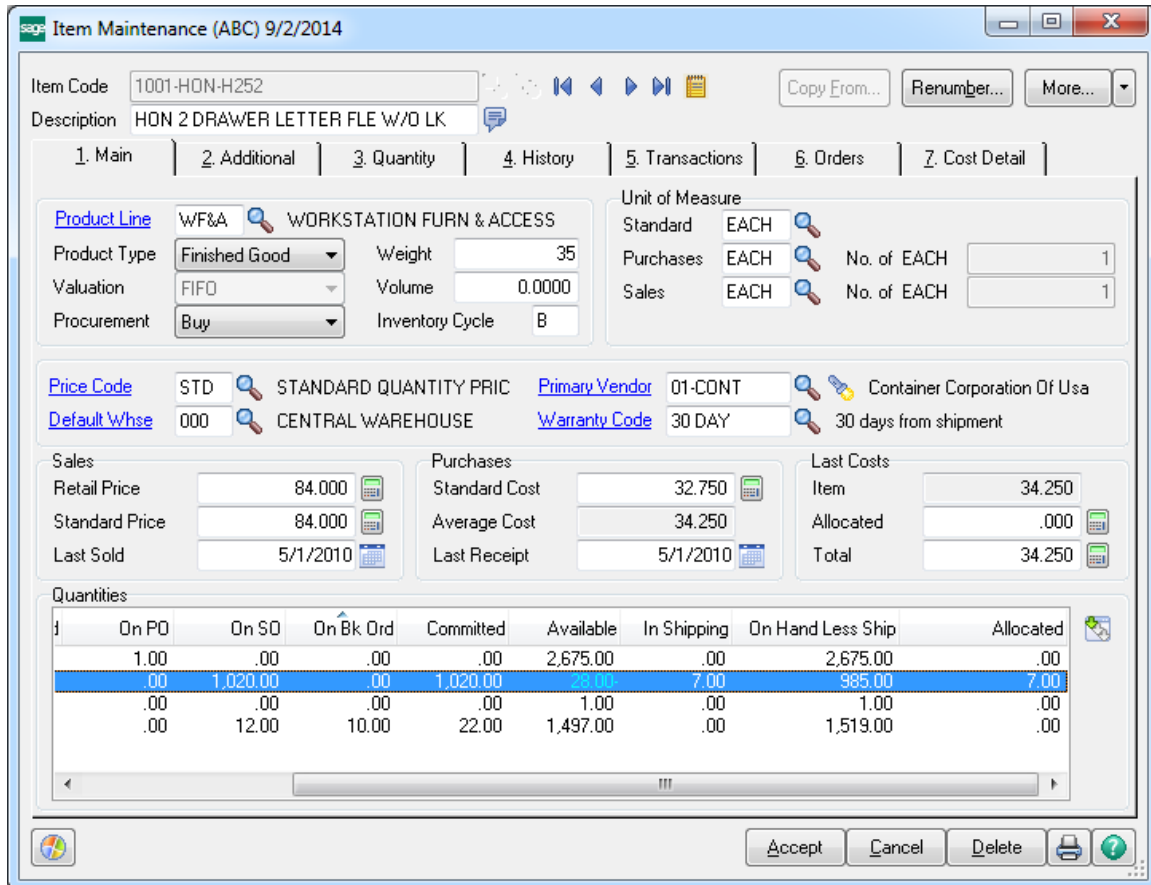 sage Item Maintenance (ABC) 9/2/2014
Item Code 1001-HON-H252 Copy From... Renumber... More...
Description HON 2 DRAWER LETTER FLE W/O LK
1. Main 2. Additional 3. Quantity 4. History 5. Transactions 6. Orders 7. Cost Detail
Unit of Measure
Product Line WF&A WORKSTATION FURN & ACCESS Standard EACH
Product Type Finished Good Weight 35 Purchases EACH No. of EACH 1
Valuation FIFO Volume 0.0000 Sales EACH No. of EACH 1
Procurement Buy Inventory Cycle B
Price Code STD STANDARD QUANTITY PRIC Primary Vendor 01-CONT Container Corporation Of Usa
Default Whse 000 CENTRAL WAREHOUSE Warranty Code 30 DAY 30 days from shipment
Sales Purchases Last Costs
Retail Price 84.000 Standard Cost 32.750 Item 34.250
Standard Price 84.000 Average Cost 34.250 Allocated .000
Last Sold 5/1/2010 Last Receipt 5/1/2010 Total 34.250
Quantities
d On PO On SO On Bk Ord Committed Available In Shipping On Hand Less Ship Allocated
1.00 .00 .00 .00 2,675.00 .00 2,675.00 .00
.00 1,020.00 .00 1,020.00 28.00- 7.00 985.00 7.00
.00 .00 .00 .00 1.00 .00 1.00 .00
.00 12.00 10.00 22.00 1,497.00 .00 1,519.00 .00
Accept Cancel Delete